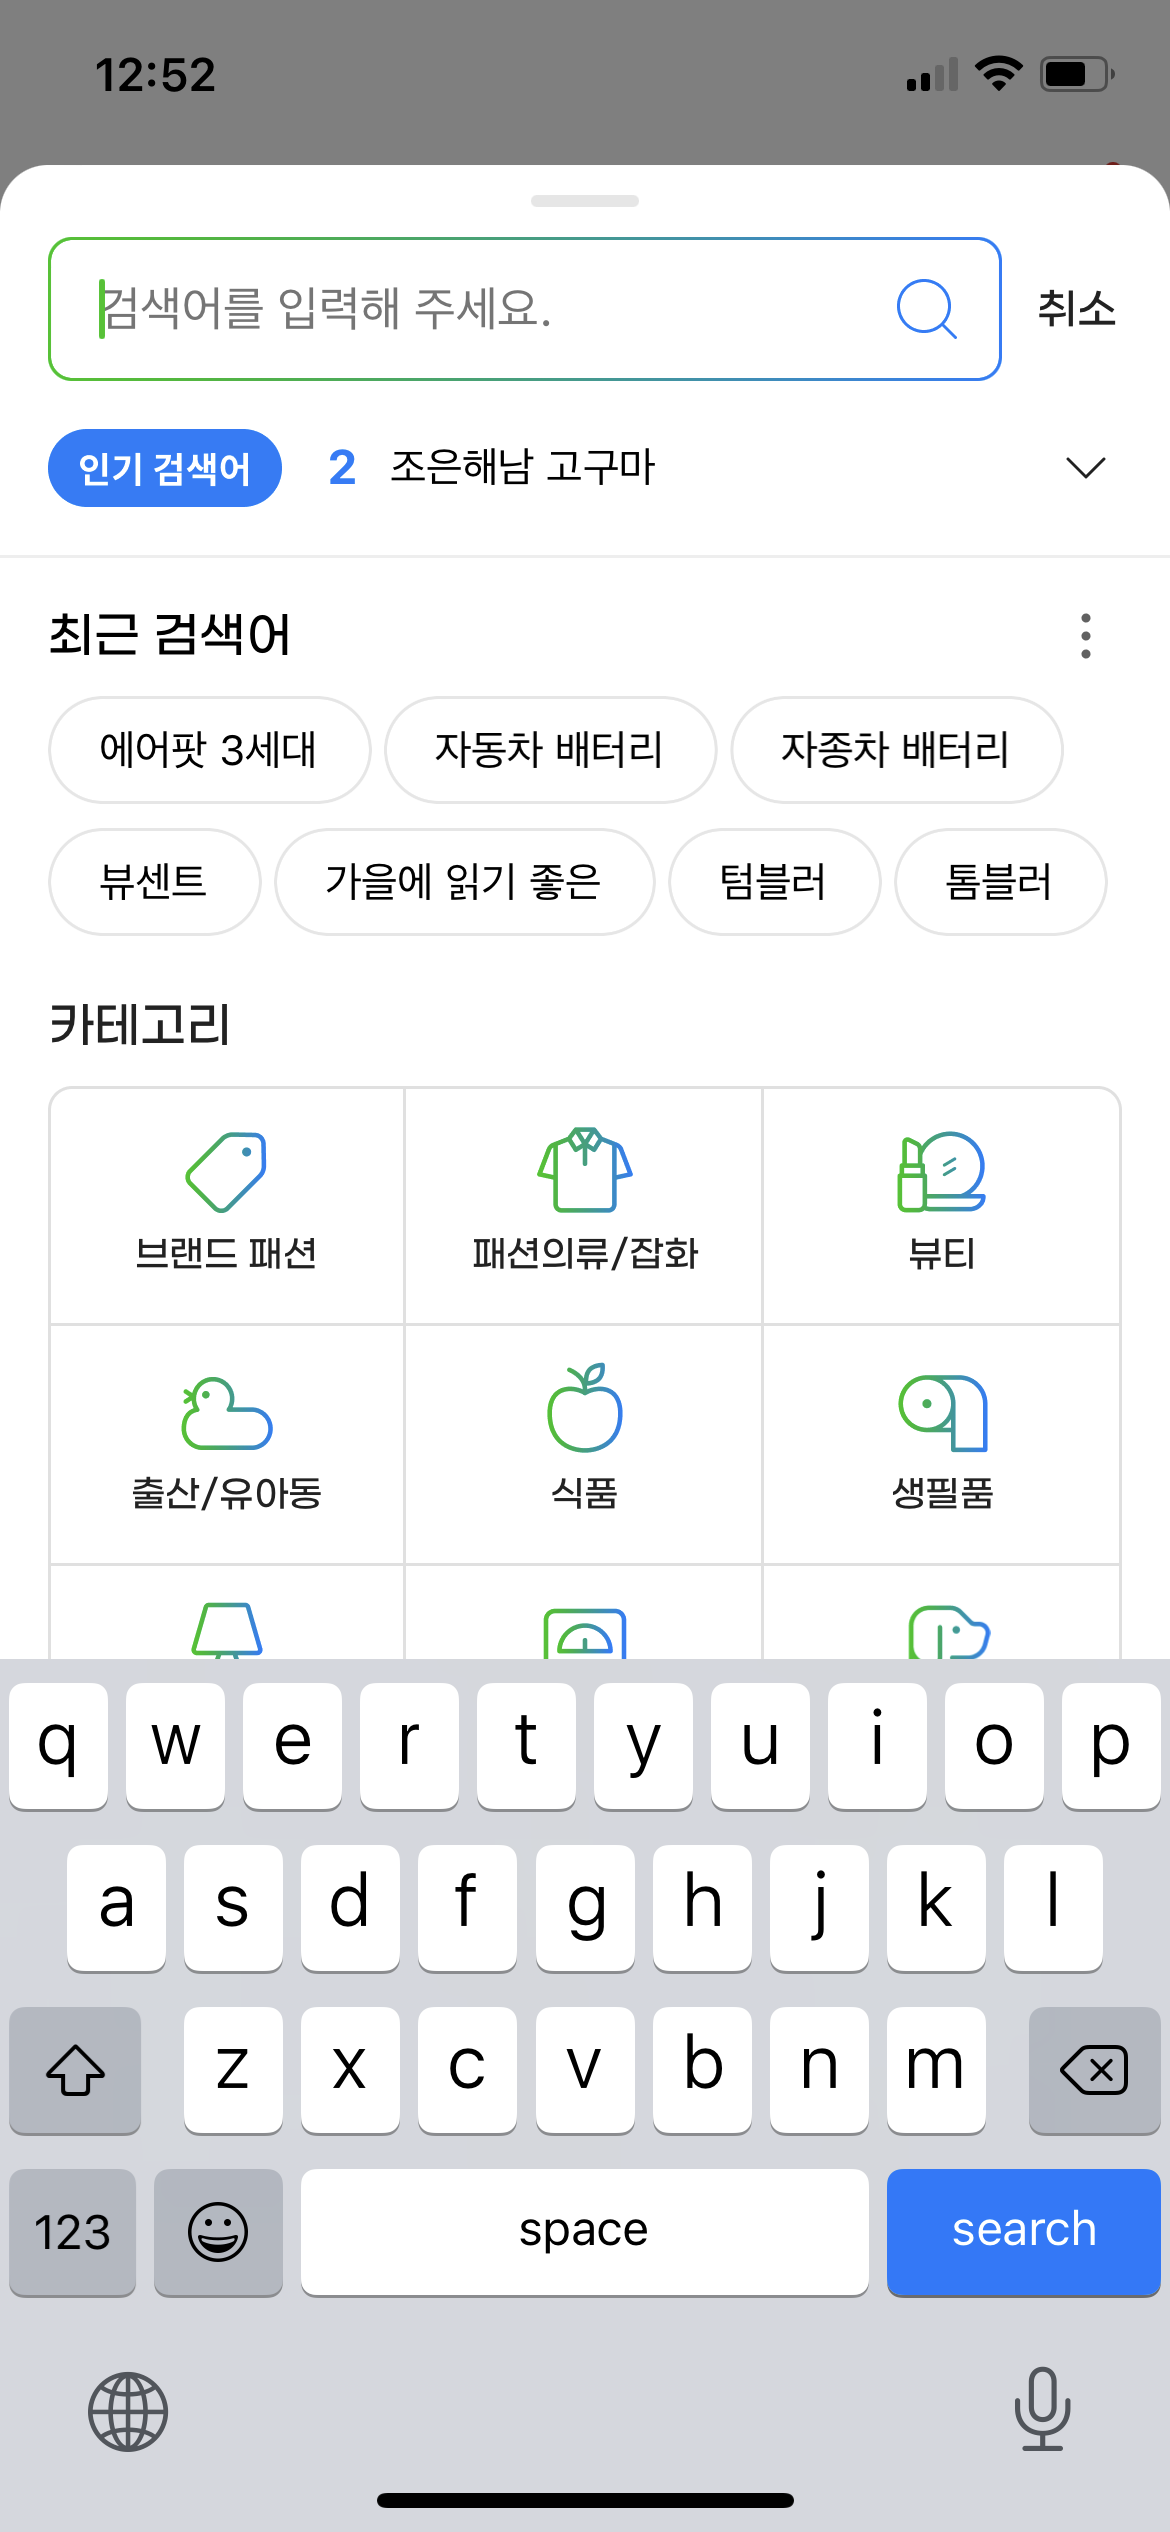 12:52
검색어를 입력해 주세요.
취소
인기 검색어 2 조은해남 고구마
최근 검색어
에어팟 3세대 자동차 배터리 자종차 배터리
뷰센트 가을에 읽기 좋은 텀블러 톰블러
카테고리
브랜드 패션 패션의류/잡화 뷰티
출산/유아동 식품 생필품
q w e r t y u i o p
a s d f g h j k l
z x c v b n m
123 space search